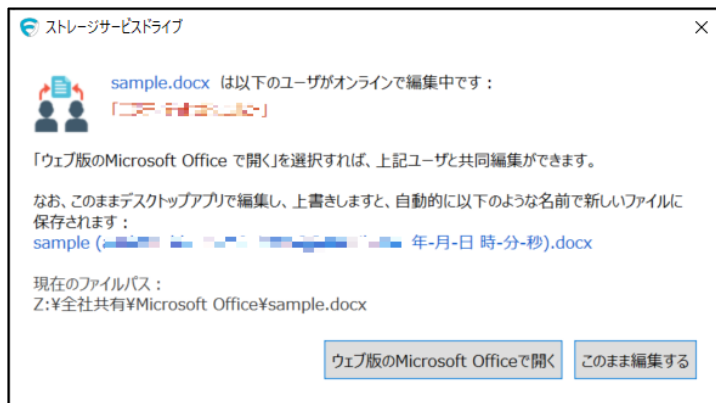 ストレージサービスドライブ
sample.docx は以下のユーザがオンラインで編集中です：
「 」
「ウェブ版のMicrosoft Office で開く」を選択すれば、上記ユーザと共同編集ができます。
なお、このままデスクトップアプリで編集し、上書きしますと、自動的に以下のような名前で新しいファイルに
保存されます：
sample ( 年-月-日 時-分-秒).docx
現在のファイルパス：
Z:¥全社共有¥Microsoft Office¥sample.docx
ウェブ版のMicrosoft Officeで開く
このまま編集する